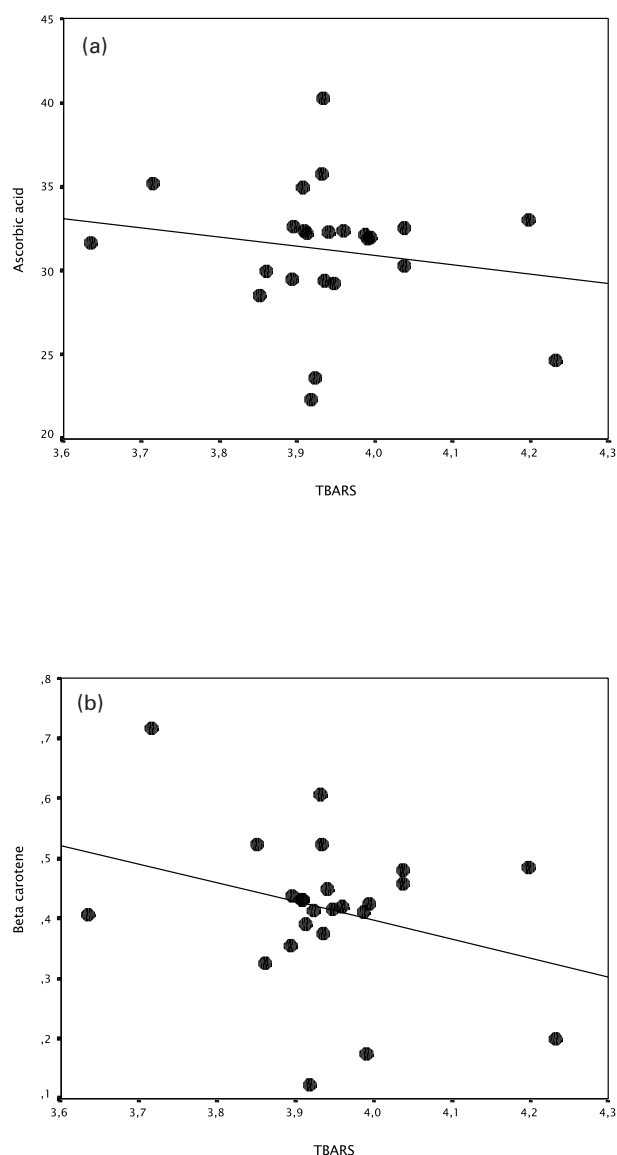 (a)
45
40
35
30
25
20
Ascorbic acid
3,6 3,7 3,8 3,9 4,0 4,1 4,2 4,3
TBARS
(b)
,8
,7
,6
,5
,4
,3
,2
,1
Beta carotene
3,6 3,7 3,8 3,9 4,0 4,1 4,2 4,3
TBARS